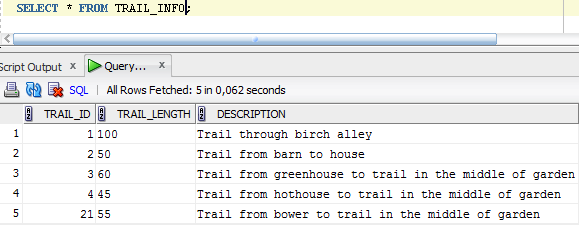 SELECT * FROM TRAIL_INFO;
Script Output × Query... ×
SQL | All Rows Fetched: 5 in 0,062 seconds
TRAIL_ID TRAIL_LENGTH DESCRIPTION
1 1 100 Trail through birch alley
2 2 50 Trail from barn to house
3 3 60 Trail from greenhouse to trail in the middle of garden
4 4 45 Trail from hothouse to trail in the middle of garden
5 21 55 Trail from bower to trail in the middle of garden